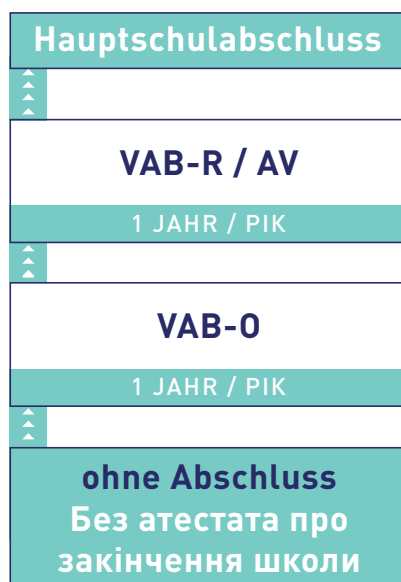 Hauptschulabschluss
VAB-R / AV
1 JAHR / PIK
VAB-O
1 JAHR / PIK
ohne Abschluss
Без атестата про
закінчення школи